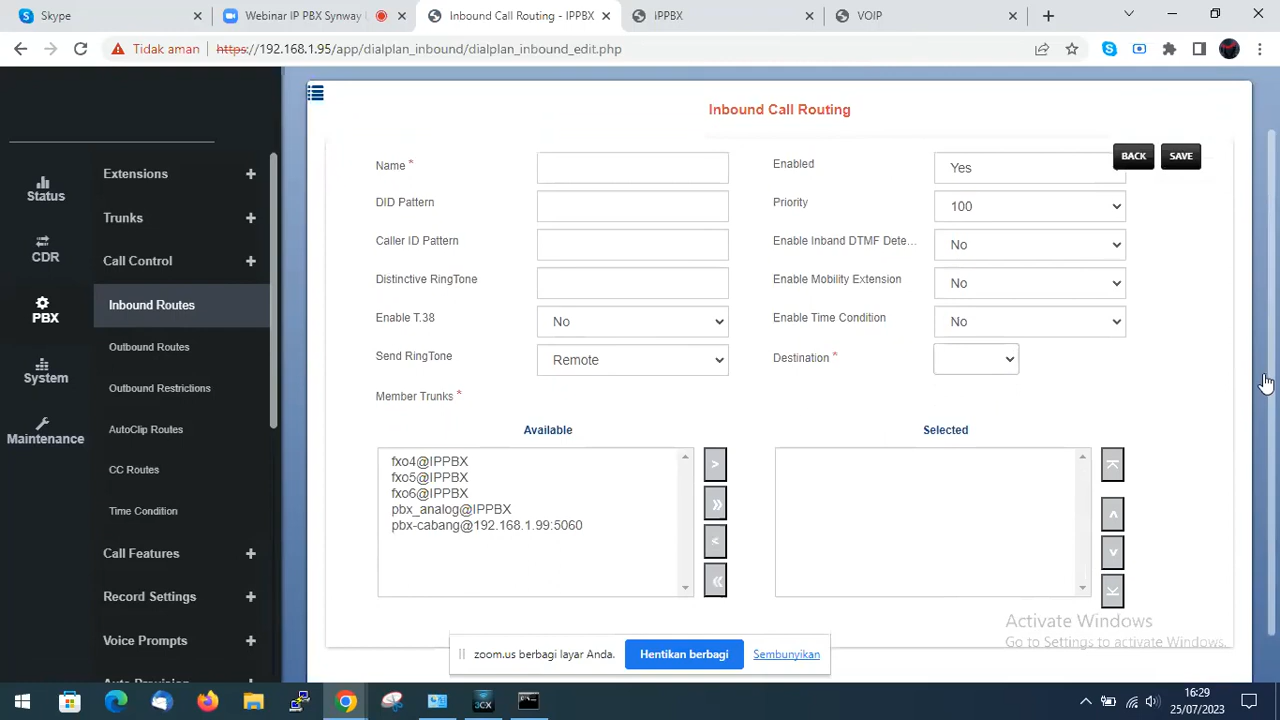 Skype
Webinar IP PBX Synway
Inbound Call Routing - IPPBX
iPPBX
VOIP
Tidak aman
https://192.168.1.95/app/dialplan_inbound/dialplan_inbound_edit.php
Status
CDR
PBX
System
Maintenance
Extensions +
Trunks +
Call Control +
Inbound Routes
Outbound Routes
Outbound Restrictions
AutoClip Routes
CC Routes
Time Condition
Call Features +
Record Settings +
Voice Prompts +
Auto Provision
Inbound Call Routing
BACK SAVE
Name *
Enabled Yes
DID Pattern
Priority 100
Caller ID Pattern
Enable Inband DTMF Dete... No
Distinctive RingTone
Enable Mobility Extension No
Enable T.38 No
Enable Time Condition No
Send RingTone Remote
Destination *
Member Trunks *
Available
Selected
fxo4@IPPBX
fxo5@IPPBX
fxo6@IPPBX
pbx_analog@IPPBX
pbx-cabang@192.168.1.99:5060
Activate Windows
Go to Settings to activate Windows.
zoom.us berbagi layar Anda.
Hentikan berbagi
Sembunyikan
3CX
16:29
25/07/2023